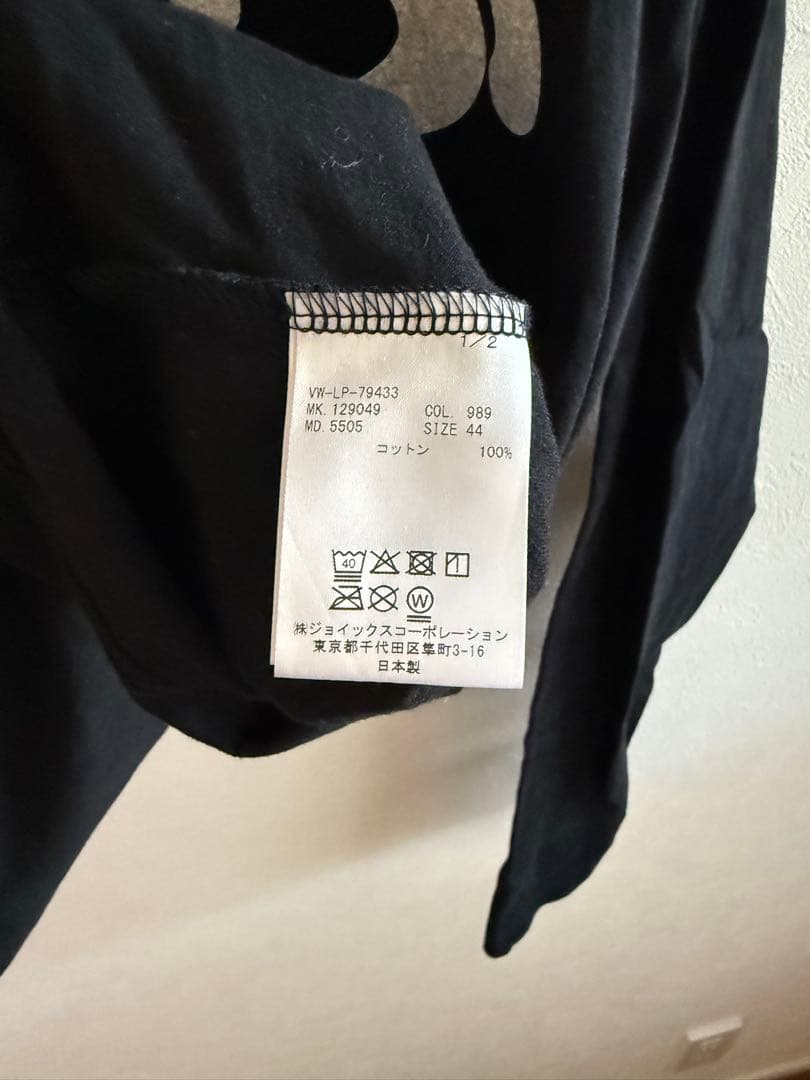 1/2
VW-LP-79433
MK. 129049 COL. 989
MD. 5505 SIZE 44
コットン 100%
40
W
㈱ジョイックスコーポレーション
東京都千代田区隼町3-16
日本製